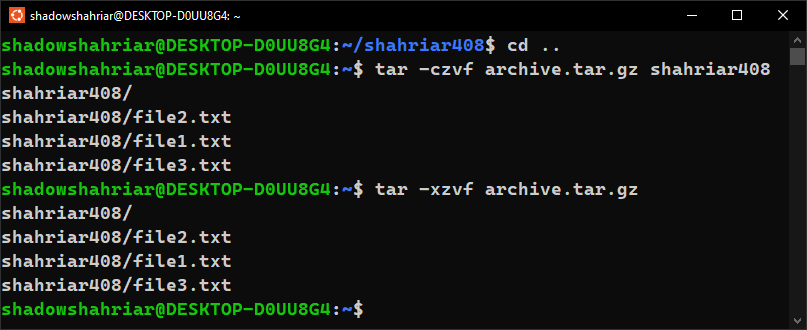 shadowshahriar@DESKTOP-D0UU8G4: ~
shadowshahriar@DESKTOP-D0UU8G4:~/shahriar408$ cd ..
shadowshahriar@DESKTOP-D0UU8G4:~$ tar -czvf archive.tar.gz shahriar408
shahriar408/
shahriar408/file2.txt
shahriar408/file1.txt
shahriar408/file3.txt
shadowshahriar@DESKTOP-D0UU8G4:~$ tar -xzvf archive.tar.gz
shahriar408/
shahriar408/file2.txt
shahriar408/file1.txt
shahriar408/file3.txt
shadowshahriar@DESKTOP-D0UU8G4:~$